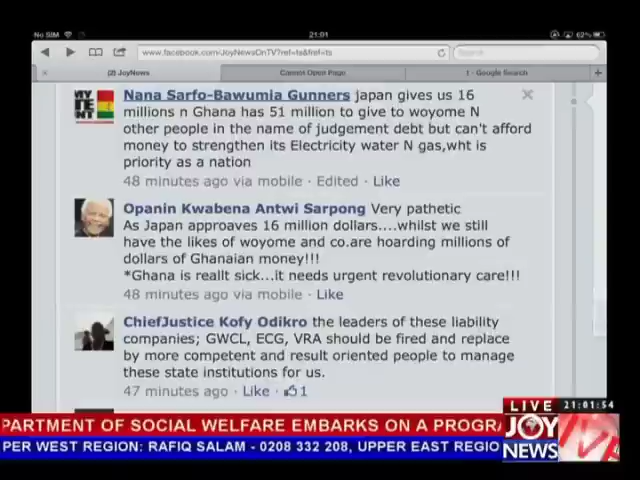 No SIM
21:01
62%
www.facebook.com/JoyNewsOnTV?ref=ts&fref=ts
Search
(2) JoyNews
Cannot Open Page
1 - Google Search
Nana Sarfo-Bawumia Gunners japan gives us 16
millions n Ghana has 51 million to give to woyome N
other people in the name of judgement debt but can't afford
money to strengthen its Electricity water N gas,wht is
priority as a nation
48 minutes ago via mobile · Edited · Like
Opanin Kwabena Antwi Sarpong Very pathetic
As Japan approaves 16 million dollars....whilst we still
have the likes of woyome and co.are hoarding millions of
dollars of Ghanaian money!!!
*Ghana is reallt sick...it needs urgent revolutionary care!!!
48 minutes ago via mobile · Like
ChiefJustice Kofy Odikro the leaders of these liability
companies; GWCL, ECG, VRA should be fired and replace
by more competent and result oriented people to manage
these state institutions for us.
47 minutes ago · Like · 1
LIVE 21:01:54
PARTMENT OF SOCIAL WELFARE EMBARKS ON A PROGRA
JOY
NEWS
PER WEST REGION: RAFIQ SALAM - 0208 332 208, UPPER EAST REGIO